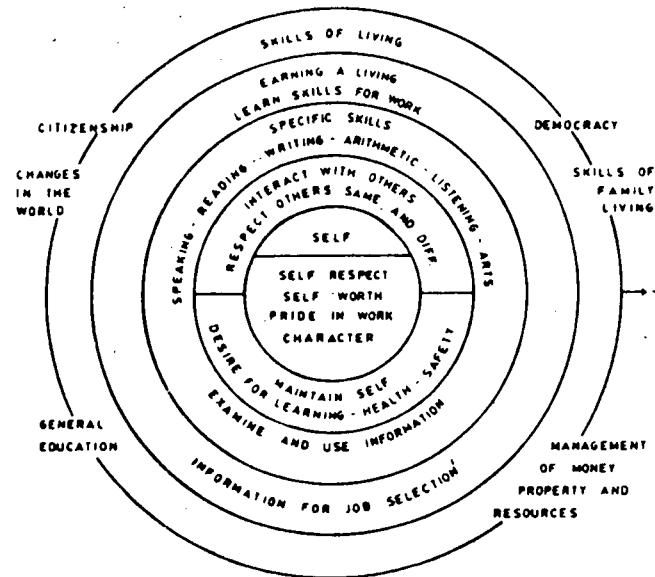 SKILLS OF LIVING
EARNING A LIVING
LEARN SKILLS FOR WORK
SPECIFIC SKILLS
SPEAKING - READING - WRITING - ARITHMETIC - LISTENING - ARTS
INTERACT WITH OTHERS
RESPECT OTHERS SAME AND DIFF.
SELF
SELF RESPECT
SELF WORTH
PRIDE IN WORK
CHARACTER
MAINTAIN SELF
DESIRE FOR LEARNING - HEALTH - SAFETY
EXAMINE AND USE INFORMATION
INFORMATION FOR JOB SELECTION
CITIZENSHIP
CHANGES
IN THE
WORLD
GENERAL
EDUCATION
DEMOCRACY
SKILLS OF
FAMILY
LIVING
MANAGEMENT
OF MONEY
PROPERTY AND
RESOURCES